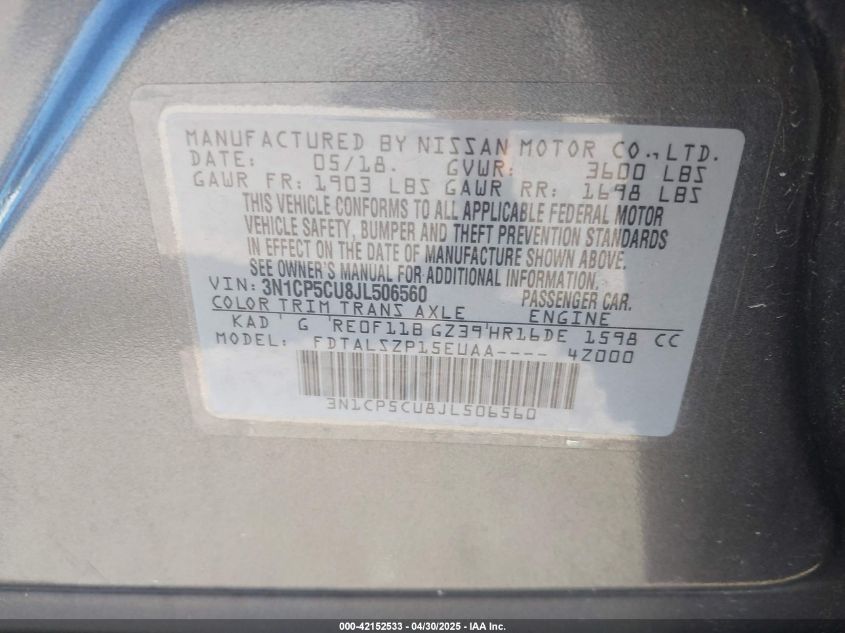 MANUFACTURED BY NISSAN MOTOR CO., LTD.
DATE: 05/18. GVWR: 3600 LBS
GAWR FR: 1903 LBS GAWR RR: 1698 LBS
THIS VEHICLE CONFORMS TO ALL APPLICABLE FEDERAL MOTOR
VEHICLE SAFETY, BUMPER AND THEFT PREVENTION STANDARDS
IN EFFECT ON THE DATE OF MANUFACTURE SHOWN ABOVE.
SEE OWNER'S MANUAL FOR ADDITIONAL INFORMATION.
VIN: 3N1CP5CU8JL506560 PASSENGER CAR.
COLOR TRIM TRANS AXLE ENGINE
KAD G RE0F11B GZ39 HR16DE 1598 CC
MODEL: FDTALSZP15EUAA---- 4Z000
3N1CP5CU8JL506560
000-42152533 - 04/30/2025 - IAA Inc.